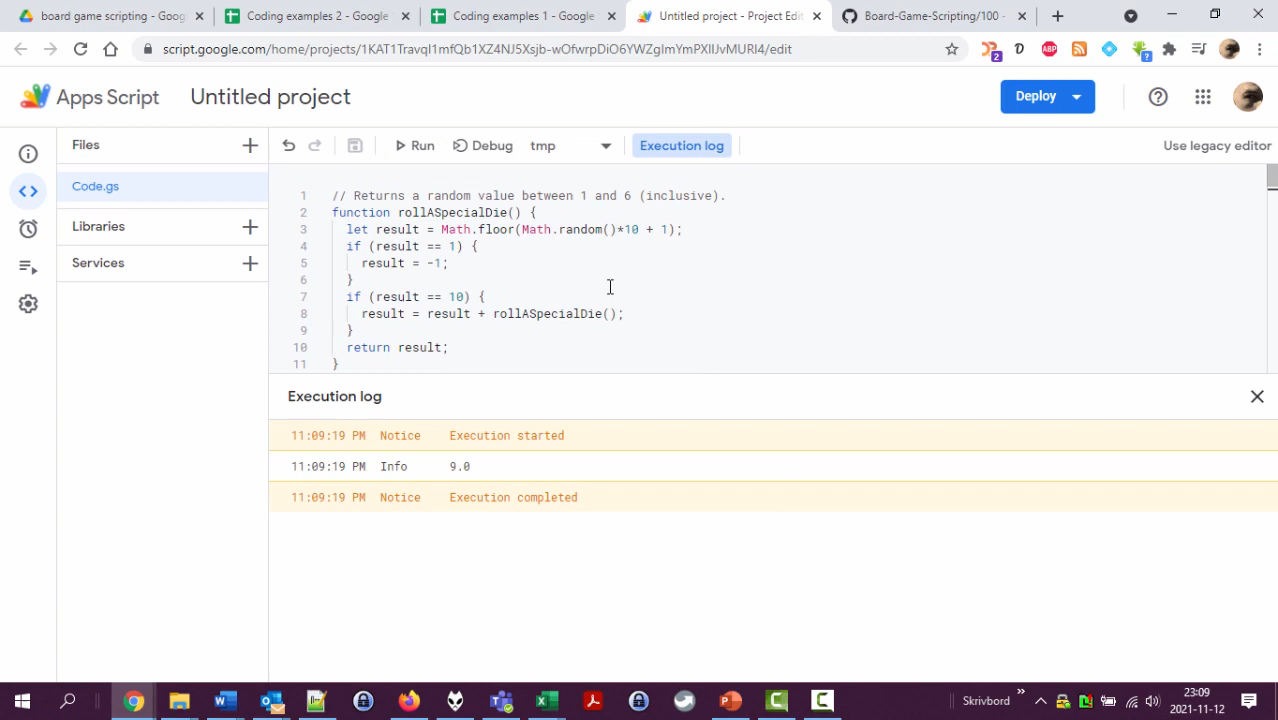 board game scripting - Goog
Coding examples 2 - Google
Coding examples 1 - Google
Untitled project - Project Edit
Board-Game-Scripting/100 -
script.google.com/home/projects/1KAT1TravqI1mfQb1XZ4NJ5Xsjb-wOfwrpDiO6YWZgImYmPXIIJvMURI4/edit
2
ABP
?
Apps Script
Untitled project
Deploy
Files
Run
Debug
tmp
Execution log
Use legacy editor
Code.gs
Libraries
Services
1 // Returns a random value between 1 and 6 (inclusive).
2 function rollASpecialDie() {
3 let result = Math.floor(Math.random()*10 + 1);
4 if (result == 1) {
5 result = -1;
6 }
7 if (result == 10) {
8 result = result + rollASpecialDie();
9 }
10 return result;
11 }
Execution log
11:09:19 PM Notice Execution started
11:09:19 PM Info 9.0
11:09:19 PM Notice Execution completed
Skrivbord
23:09
2021-11-12